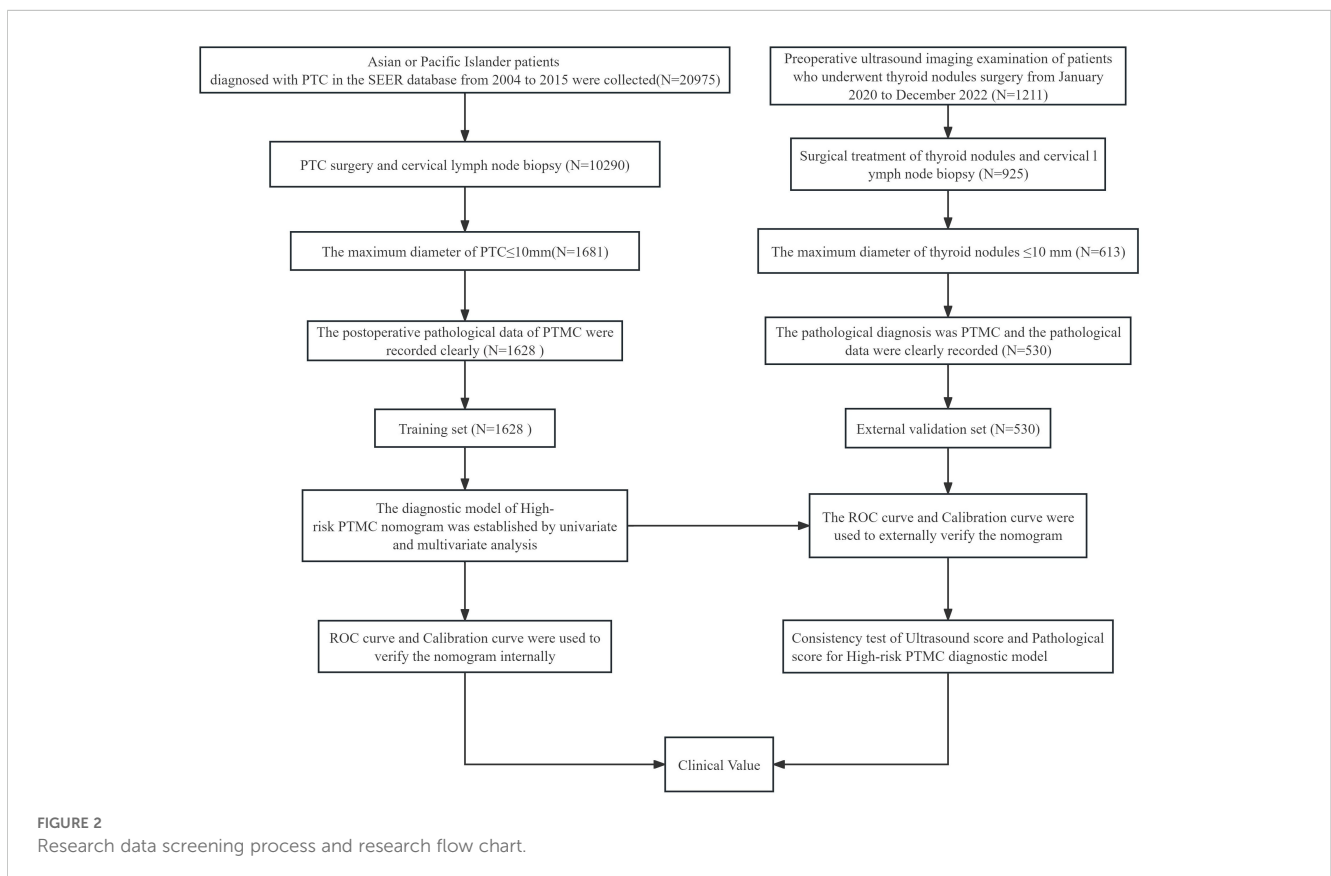 Asian or Pacific Islander patients
diagnosed with PTC in the SEER database from 2004 to 2015 were collected(N=20975)
PTC surgery and cervical lymph node biopsy (N=10290)
The maximum diameter of PTC≤10mm(N=1681)
The postoperative pathological data of PTMC were
recorded clearly (N=1628 )
Training set (N=1628 )
The diagnostic model of High-
risk PTMC nomogram was established by univariate
and multivariate analysis
ROC curve and Calibration curve were used to
verify the nomogram internally
Preoperative ultrasound imaging examination of patients
who underwent thyroid nodules surgery from January
2020 to December 2022 (N=1211)
Surgical treatment of thyroid nodules and cervical l
ymph node biopsy (N=925)
The maximum diameter of thyroid nodules ≤10 mm (N=613)
The pathological diagnosis was PTMC and the pathological
data were clearly recorded (N=530)
External validation set (N=530)
The ROC curve and Calibration curve were
used to externally verify the nomogram
Consistency test of Ultrasound score and Pathological
score for High-risk PTMC diagnostic model
Clinical Value
FIGURE 2
Research data screening process and research flow chart.